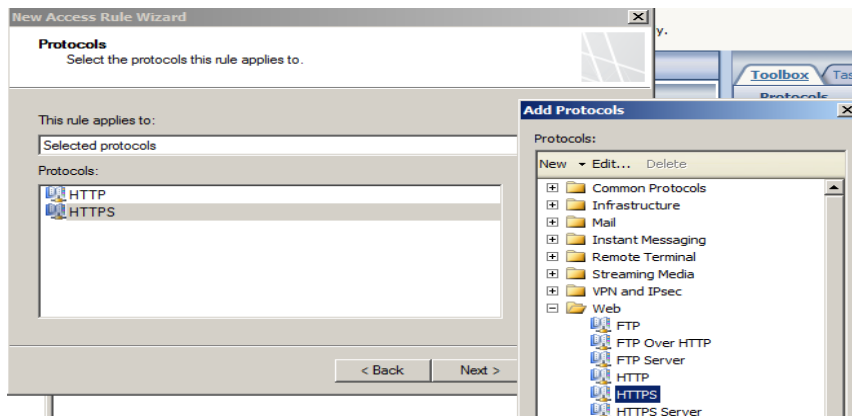 New Access Rule Wizard
Protocols
Select the protocols this rule applies to.
This rule applies to:
Selected protocols
Protocols:
HTTP
HTTPS
< Back
Next >
y.
Toolbox
Tas
Protocols
Add Protocols
Protocols:
New
Edit...
Delete
Common Protocols
Infrastructure
Mail
Instant Messaging
Remote Terminal
Streaming Media
VPN and IPsec
Web
FTP
FTP Over HTTP
FTP Server
HTTP
HTTPS
HTTPS Server